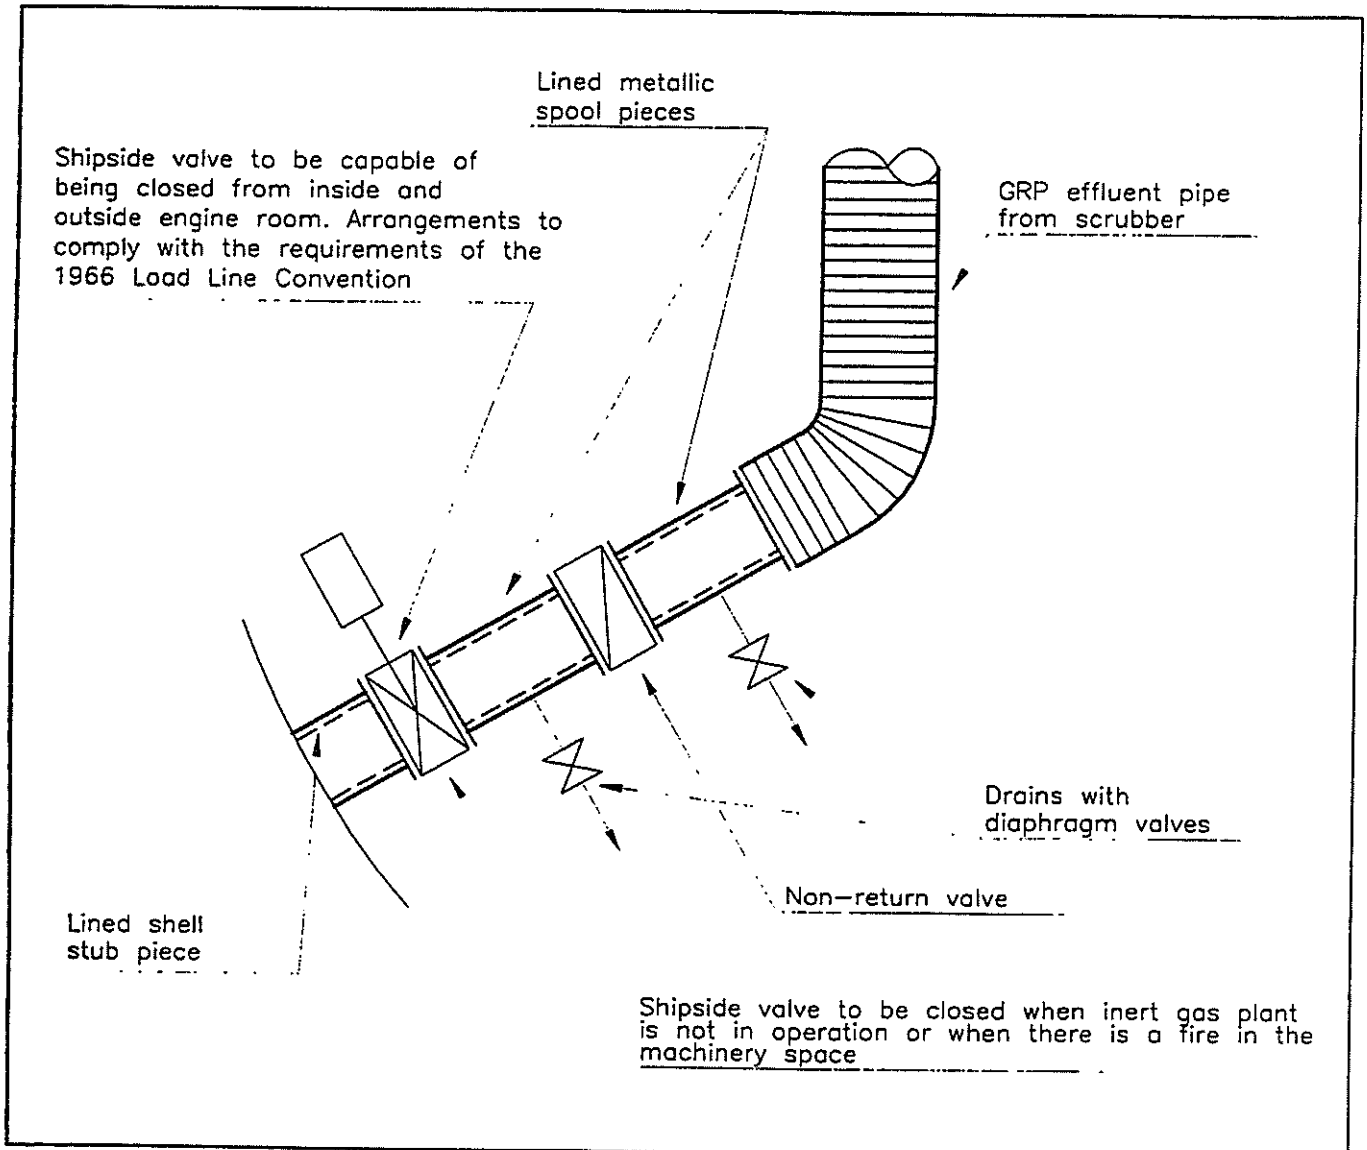 Lined metallic
spool pieces
Shipside valve to be capable of
being closed from inside and
outside engine room. Arrangements to
comply with the requirements of the
1966 Load Line Convention
GRP effluent pipe
from scrubber
Drains with
diaphragm valves
Non-return valve
Lined shell
stub piece
Shipside valve to be closed when inert gas plant
is not in operation or when there is a fire in the
machinery space